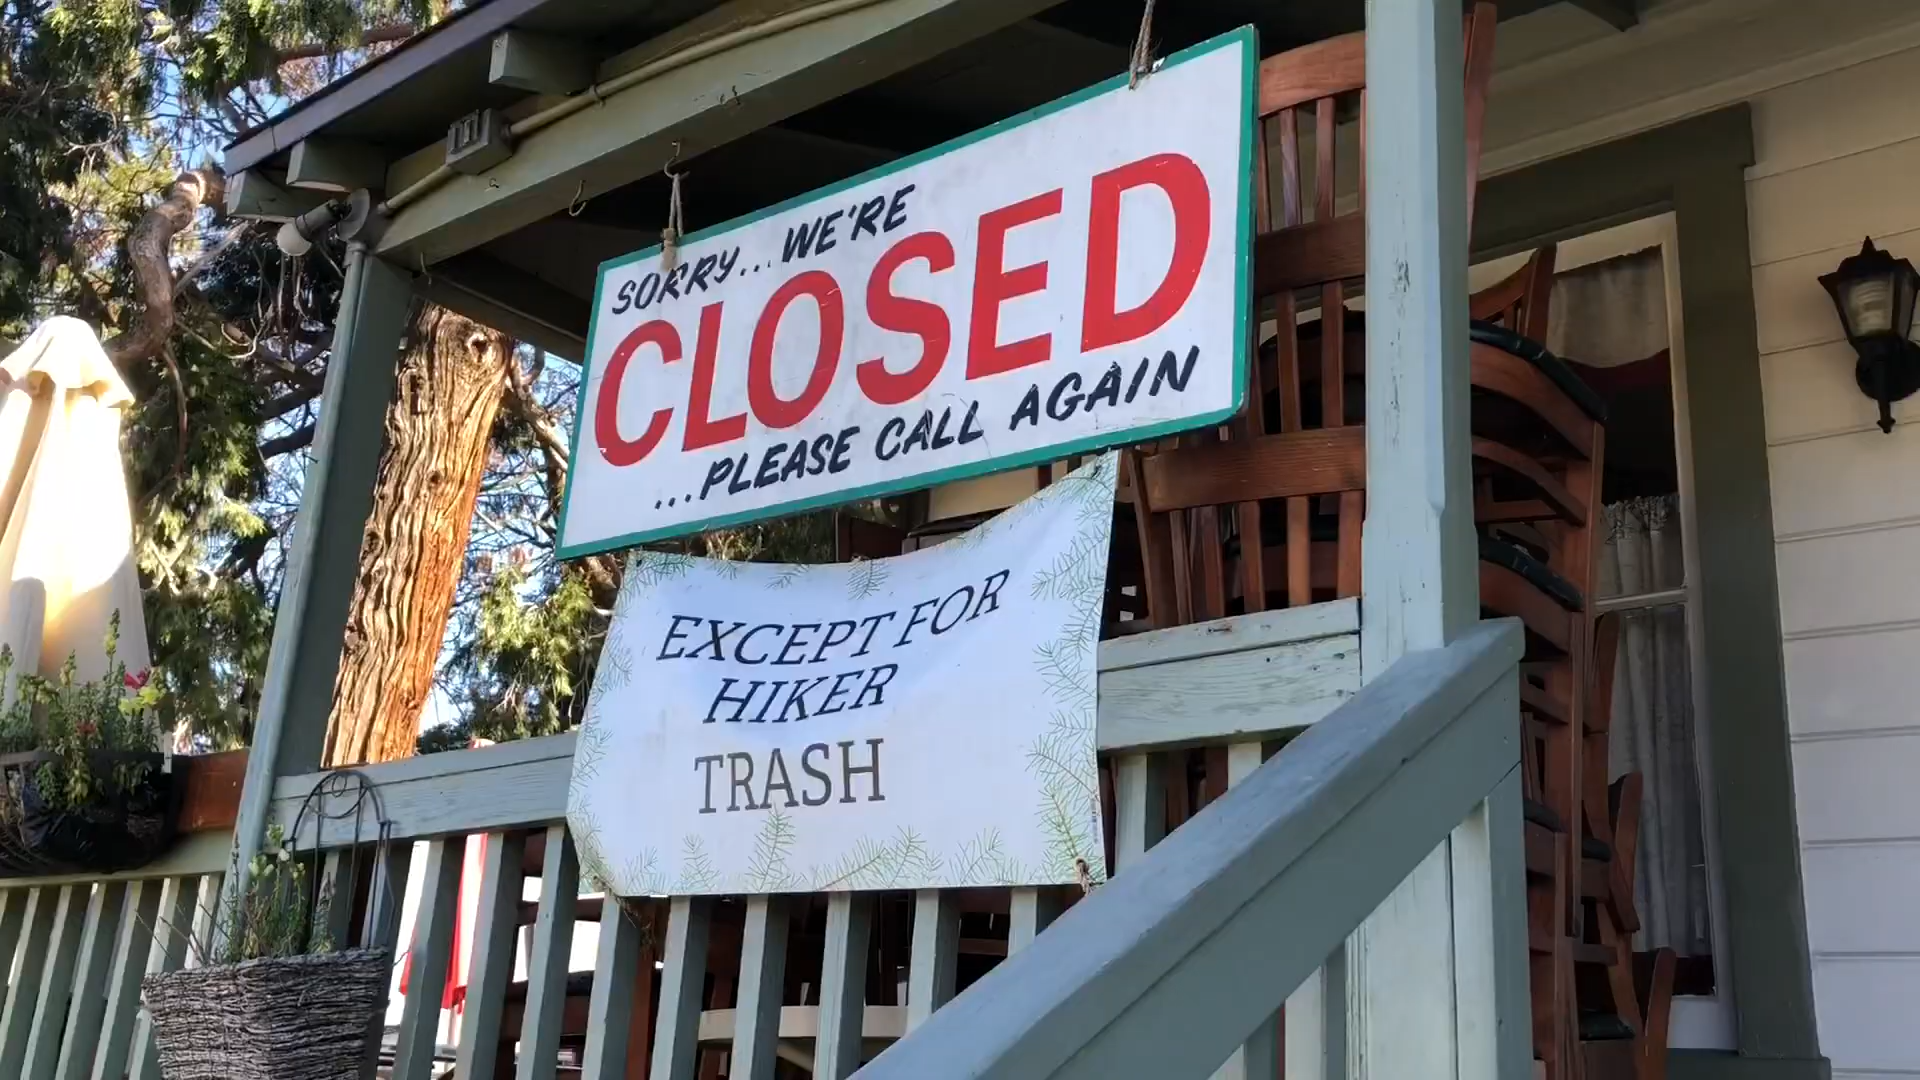 SORRY... WE'RE
CLOSED
...PLEASE CALL AGAIN
EXCEPT FOR
HIKER
TRASH